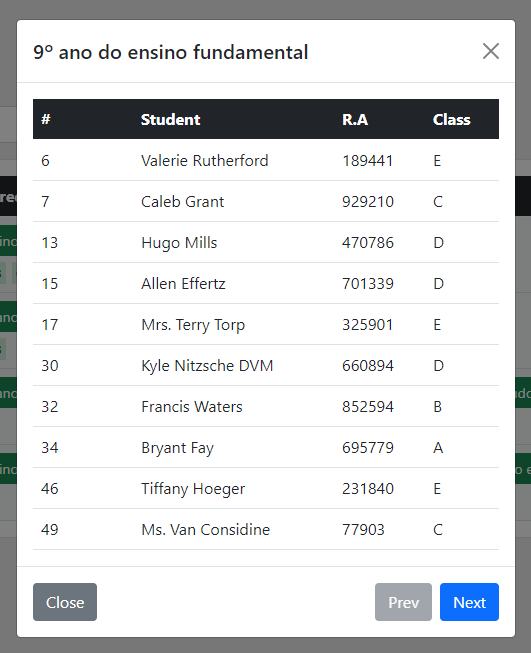 9º ano do ensino fundamental
# Student R.A Class
6 Valerie Rutherford 189441 E
7 Caleb Grant 929210 C
13 Hugo Mills 470786 D
15 Allen Effertz 701339 D
17 Mrs. Terry Torp 325901 E
30 Kyle Nitzsche DVM 660894 D
32 Francis Waters 852594 B
34 Bryant Fay 695779 A
46 Tiffany Hoeger 231840 E
49 Ms. Van Considine 77903 C
Close Prev Next